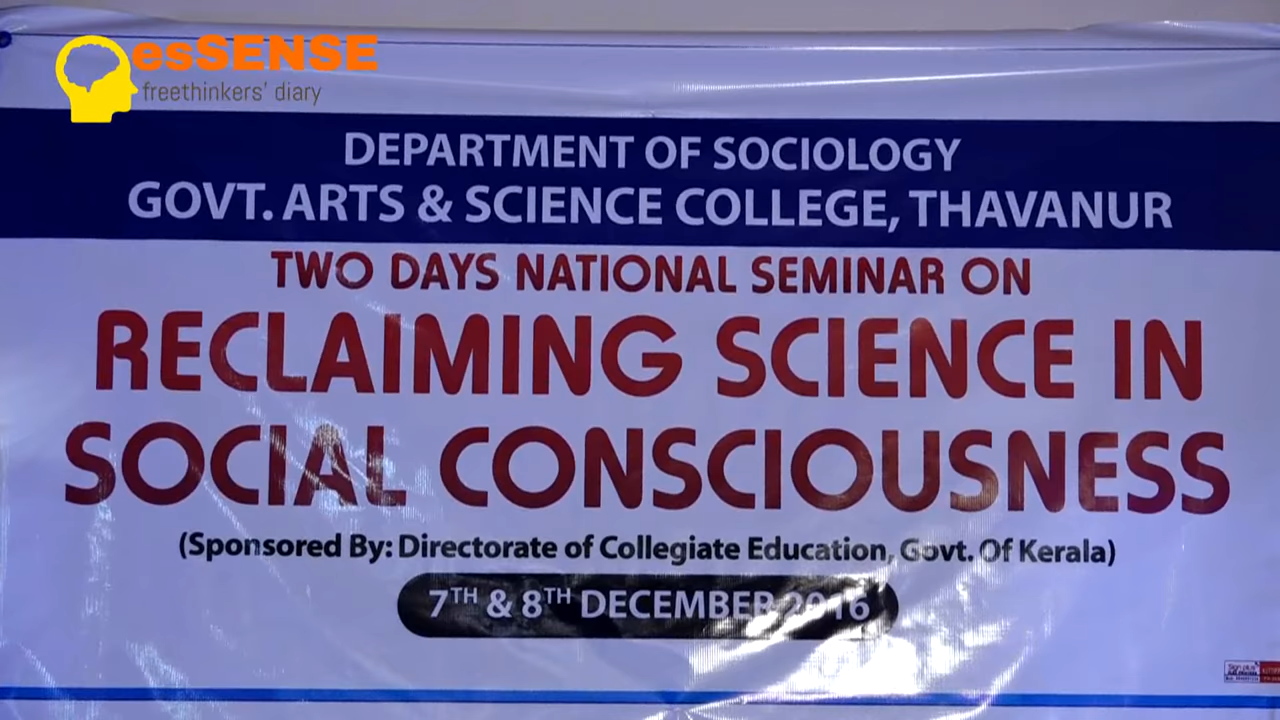 esSENSE
freethinkers' diary
DEPARTMENT OF SOCIOLOGY
GOVT. ARTS & SCIENCE COLLEGE, THAVANUR
TWO DAYS NATIONAL SEMINAR ON
RECLAIMING SCIENCE IN
SOCIAL CONSCIOUSNESS
(Sponsored By: Directorate of Collegiate Education, Govt. Of Kerala)
7TH & 8TH DECEMBER 2016